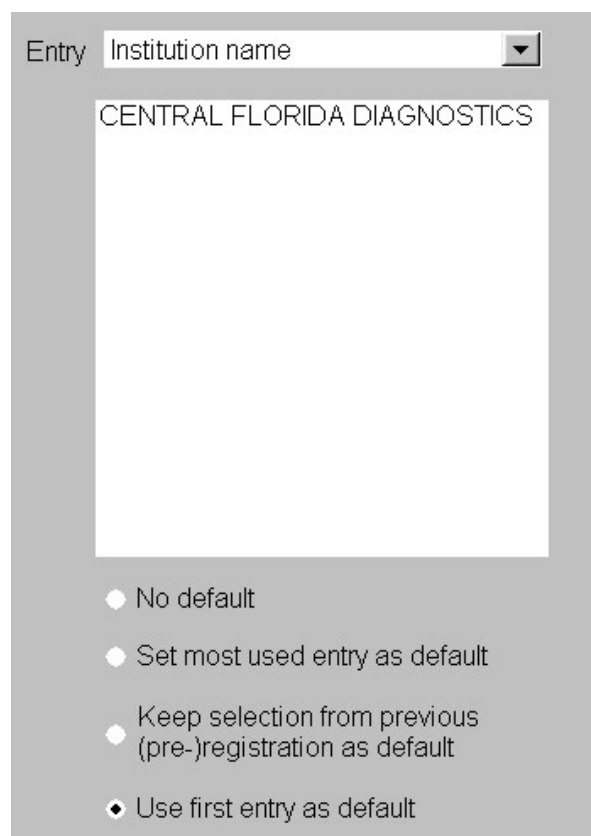 Entry Institution name
CENTRAL FLORIDA DIAGNOSTICS
No default
Set most used entry as default
Keep selection from previous
(pre-)registration as default
Use first entry as default